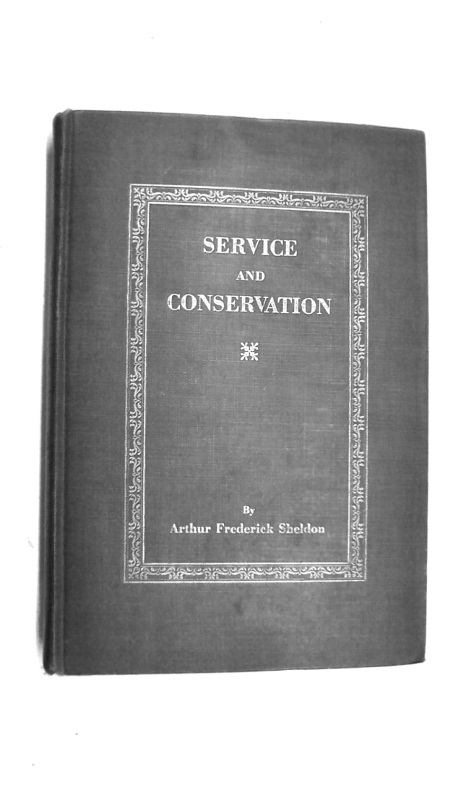 SERVICE
AND
CONSERVATION
By
Arthur Frederick Sheldon